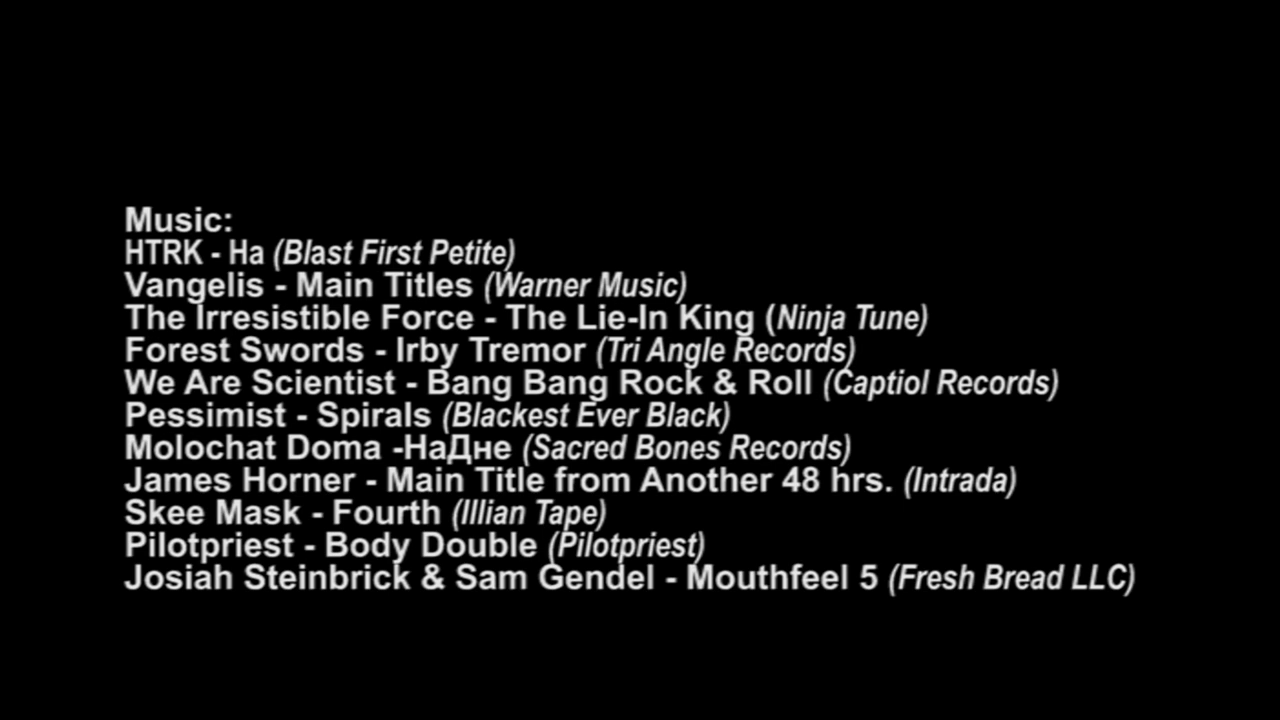 Music:
HTRK - Ha (Blast First Petite)
Vangelis - Main Titles (Warner Music)
The Irresistible Force - The Lie-In King (Ninja Tune)
Forest Swords - Irby Tremor (Tri Angle Records)
We Are Scientist - Bang Bang Rock & Roll (Captiol Records)
Pessimist - Spirals (Blackest Ever Black)
Molochat Doma -НаДне (Sacred Bones Records)
James Horner - Main Title from Another 48 hrs. (Intrada)
Skee Mask - Fourth (Illian Tape)
Pilotpriest - Body Double (Pilotpriest)
Josiah Steinbrick & Sam Gendel - Mouthfeel 5 (Fresh Bread LLC)